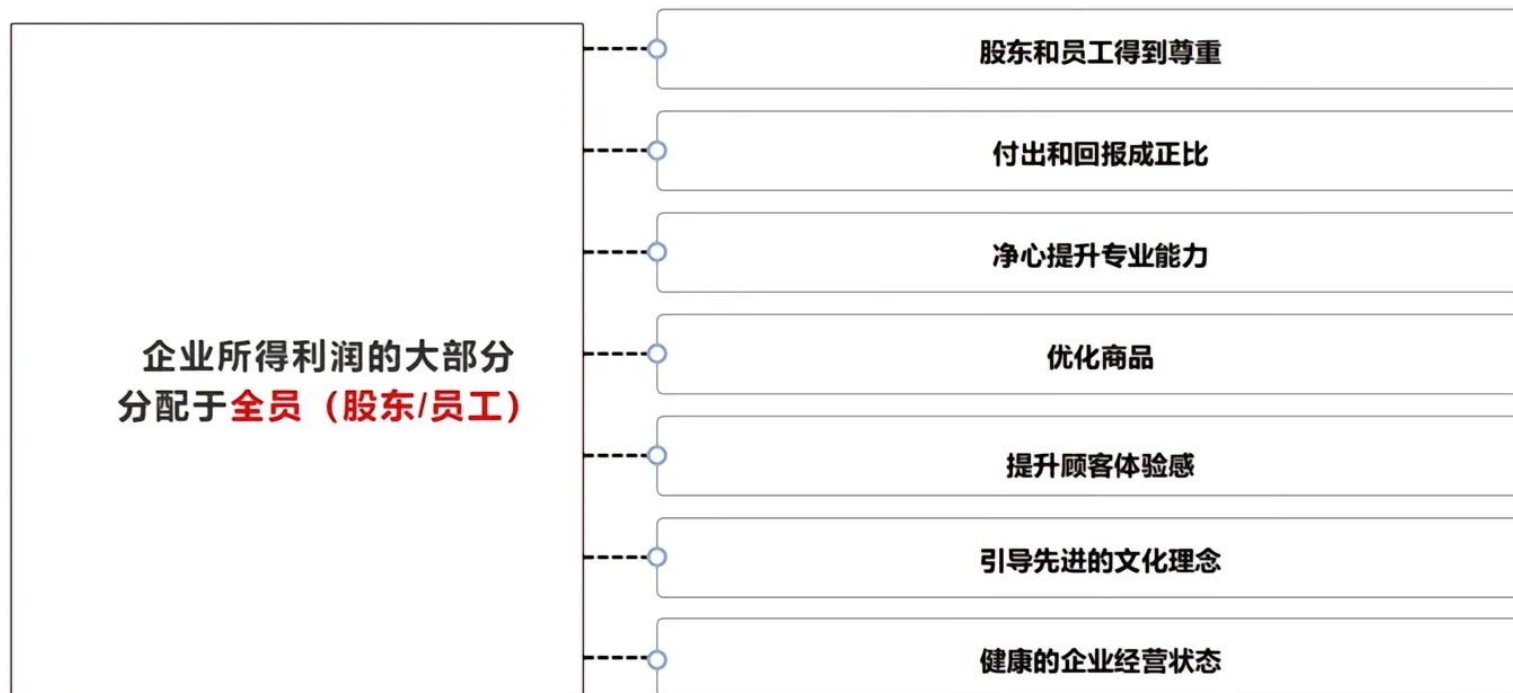 企业所得利润的大部分
分配于全员（股东/员工）
股东和员工得到尊重
付出和回报成正比
净心提升专业能力
优化商品
提升顾客体验感
引导先进的文化理念
健康的企业经营状态